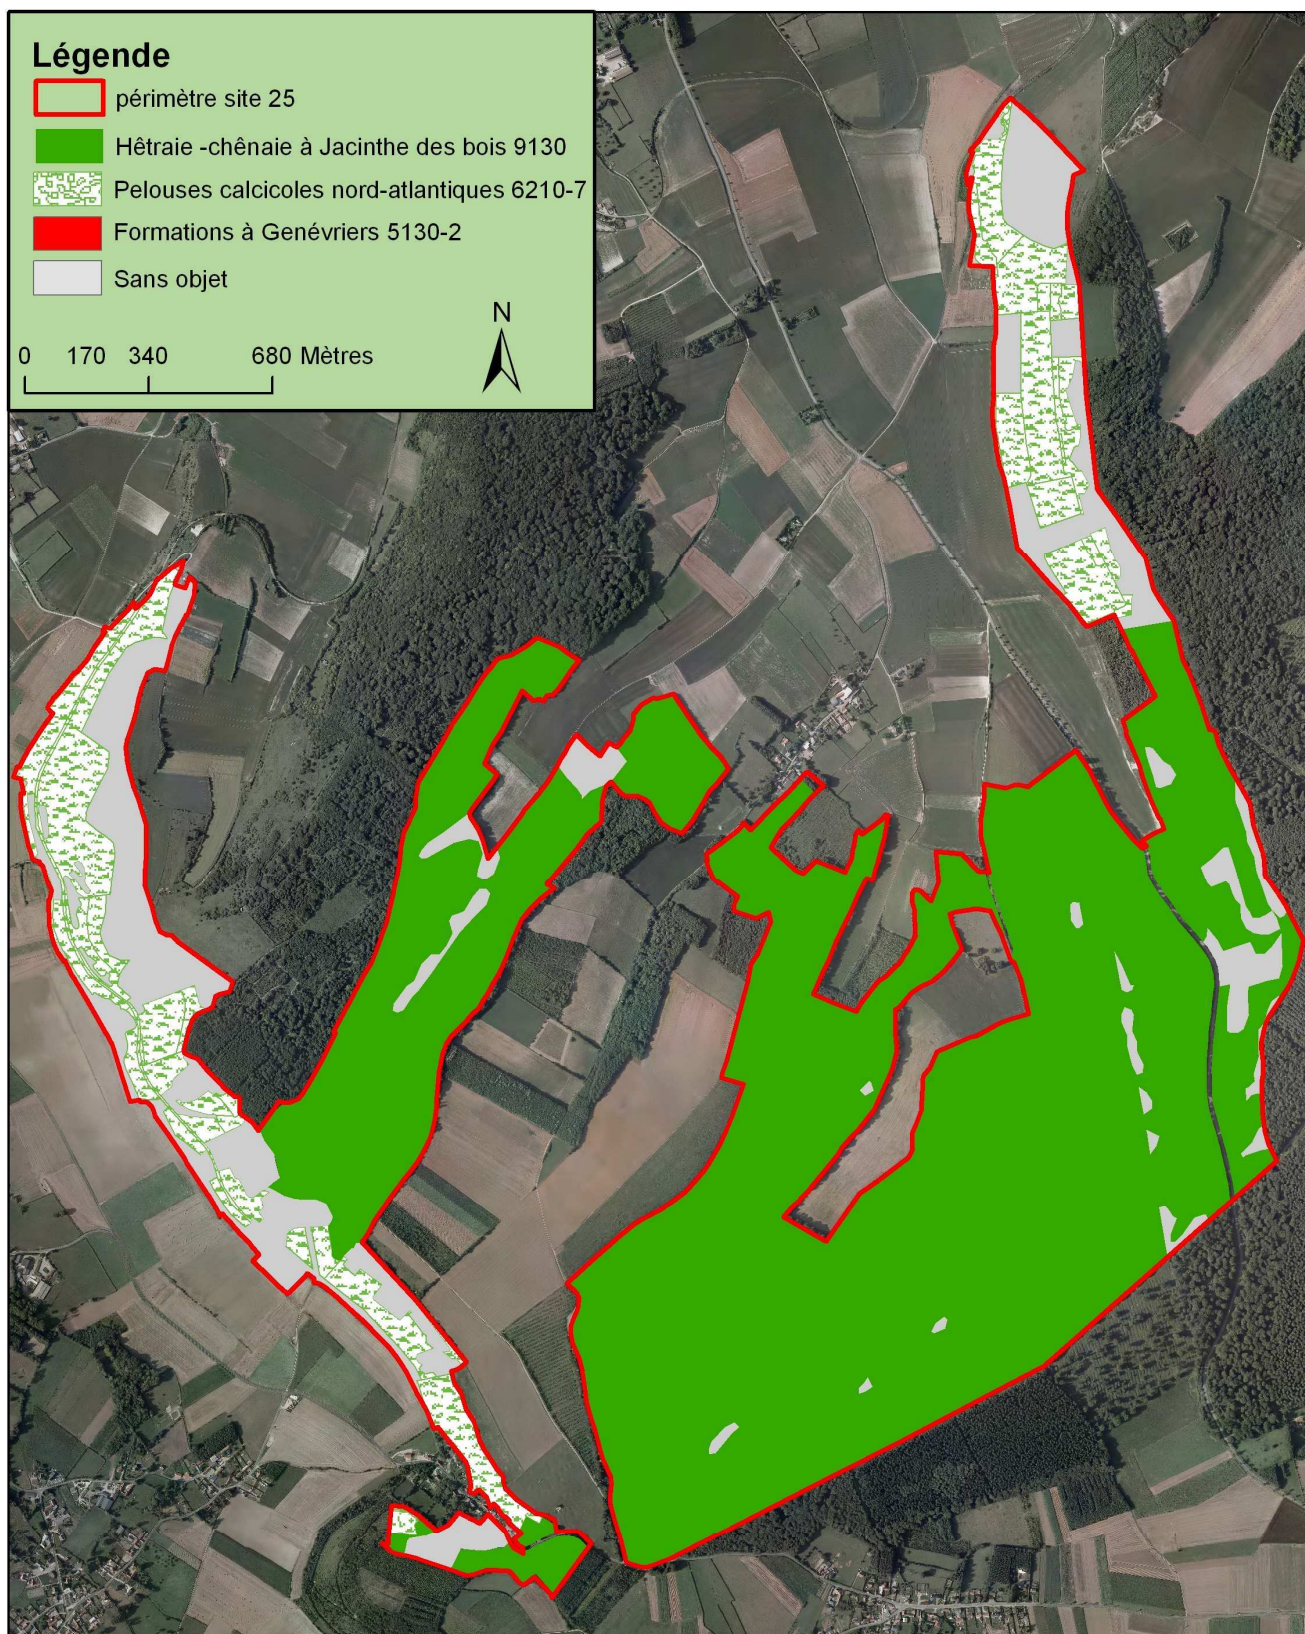 Légende
périmètre site 25
Hêtraie -chênaie à Jacinthe des bois 9130
Pelouses calcicoles nord-atlantiques 6210-7
Formations à Genévriers 5130-2
Sans objet
N
0 170 340 680 Mètres